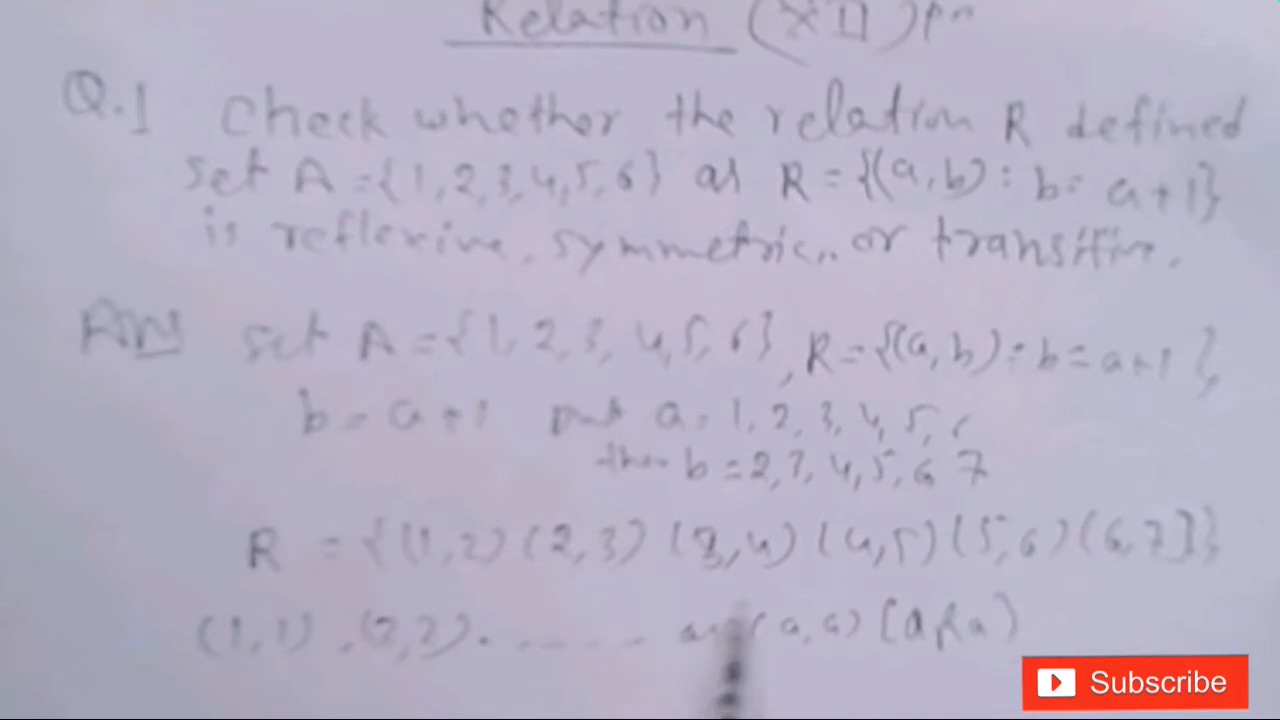 Relation (XII)
Q.1 Check whether the relation R defined
set A = {1, 2, 3, 4, 5, 6} as R = {(a, b) : b = a + 1}
is reflexive, symmetric, or transitive.
Ans set A = {1, 2, 3, 4, 5, 6}, R = {(a, b) : b = a + 1},
b = a + 1 put a = 1, 2, 3, 4, 5, 6
then b = 2, 3, 4, 5, 6 7
R = {(1, 2) (2, 3) (3, 4) (4, 5) (5, 6) (6, 7)}
(1, 1), (2, 2). ..... (a, a)
Subscribe